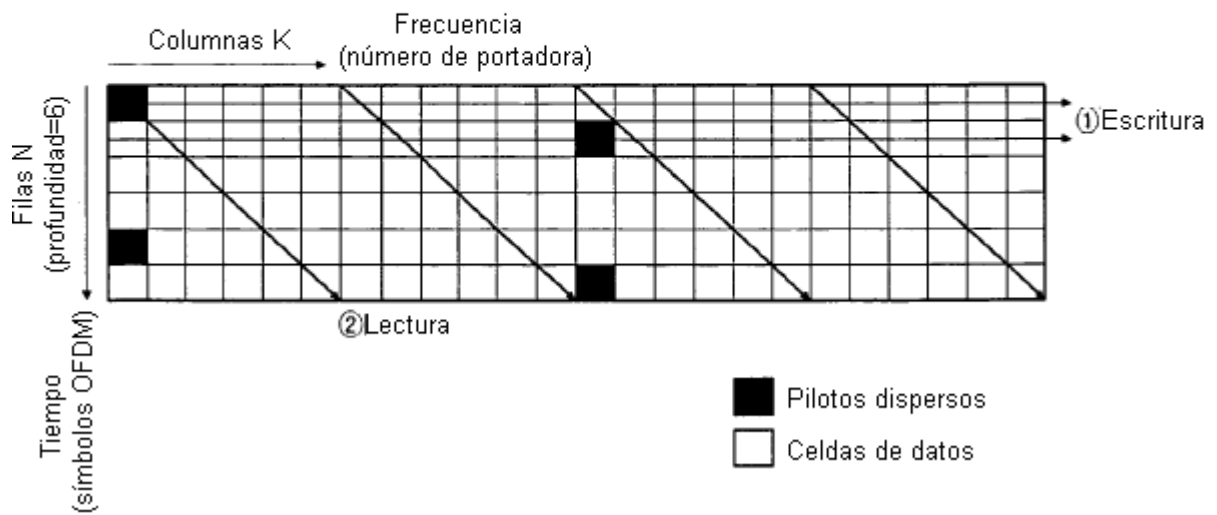 Columnas K
Frecuencia
(número de portadora)
Filas N
(profundidad=6)
①Escritura
②Lectura
Tiempo
(símbolos OFDM)
Pilotos dispersos
Celdas de datos